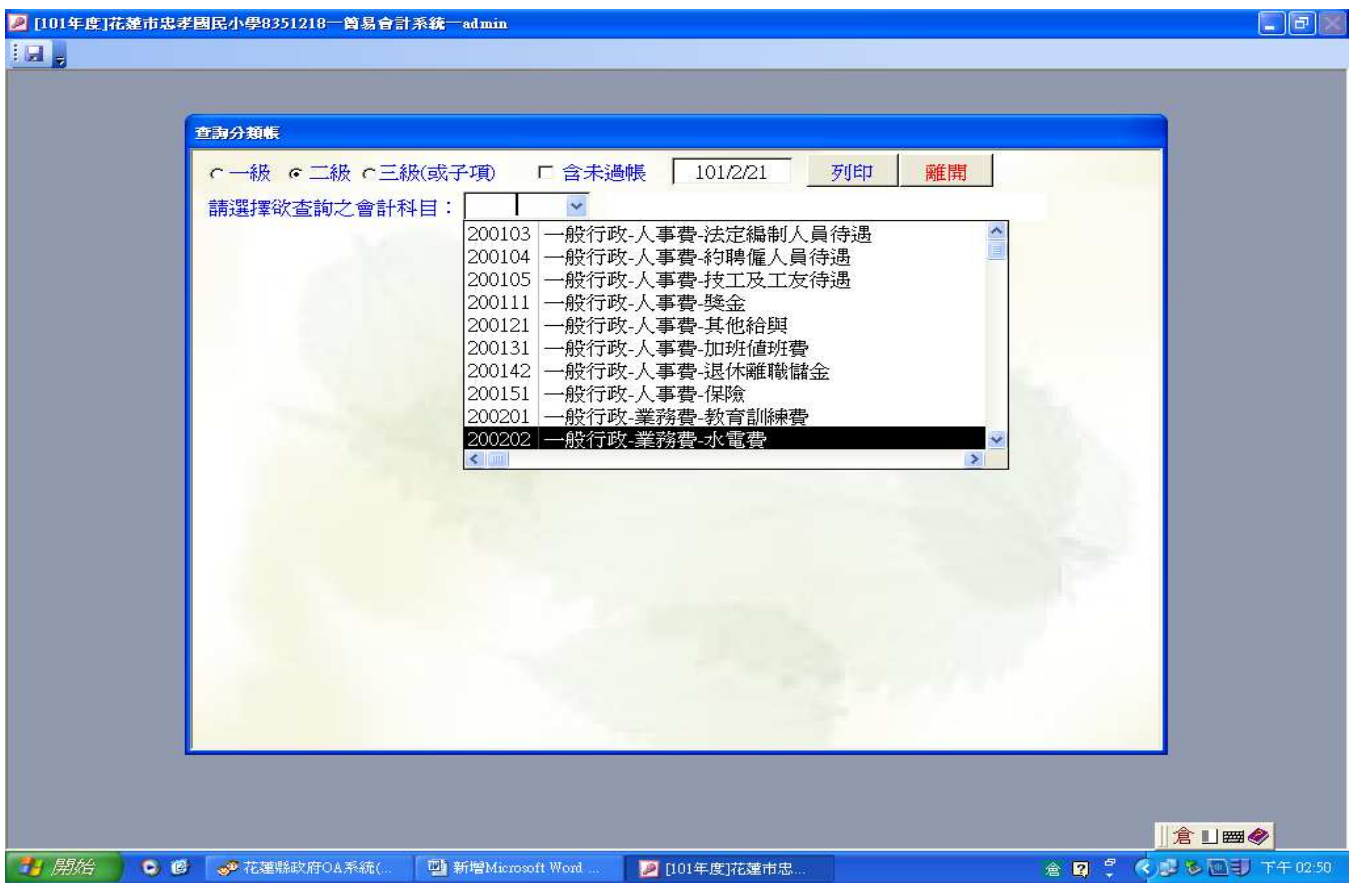 [101年度]花蓮市忠孝國民小學8351218—簡易會計系統—admin
查詢分類帳
一級 二級 三級(或子項) 含未過帳 101/2/21 列印 離開
請選擇欲查詢之會計科目：
200103 一般行政-人事費-法定編制人員待遇
200104 一般行政-人事費-約聘僱人員待遇
200105 一般行政-人事費-技工及工友待遇
200111 一般行政-人事費-獎金
200121 一般行政-人事費-其他給與
200131 一般行政-人事費-加班值班費
200142 一般行政-人事費-退休離職儲金
200151 一般行政-人事費-保險
200201 一般行政-業務費-教育訓練費
200202 一般行政-業務費-水電費
倉
開始 花蓮縣政府OA系統(... 新增Microsoft Word ... [101年度]花蓮市忠... 倉 下午 02:50